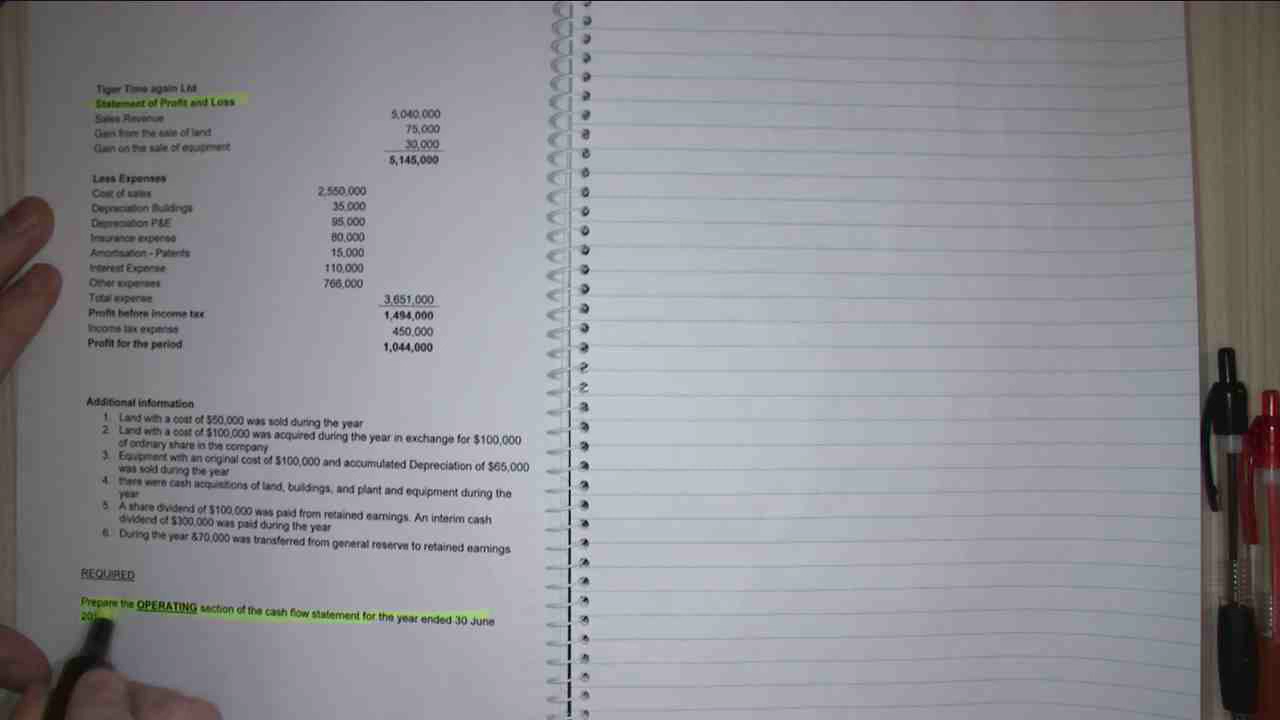 Tiger Time again Ltd
Statement of Profit and Loss
Sales Revenue 5,040,000
Gain from the sale of land 75,000
Gain on the sale of equipment 30,000
5,145,000
Less Expenses
Cost of sales 2,550,000
Depreciation Buildings 35,000
Depreciation P&E 95,000
Insurance expense 80,000
Amortisation - Patents 15,000
Interest Expense 110,000
Other expenses 766,000
Total expense 3,651,000
Profit before income tax 1,494,000
Income tax expense 450,000
Profit for the period 1,044,000
Additional information
1. Land with a cost of $50,000 was sold during the year
2. Land with a cost of $100,000 was acquired during the year in exchange for $100,000
of ordinary share in the company
3. Equipment with an original cost of $100,000 and accumulated Depreciation of $65,000
was sold during the year
4. there were cash acquisitions of land, buildings, and plant and equipment during the
year
5. A share dividend of $100,000 was paid from retained earnings. An interim cash
dividend of $300,000 was paid during the year
6. During the year &70,000 was transferred from general reserve to retained earnings
REQUIRED
Prepare the OPERATING section of the cash flow statement for the year ended 30 June